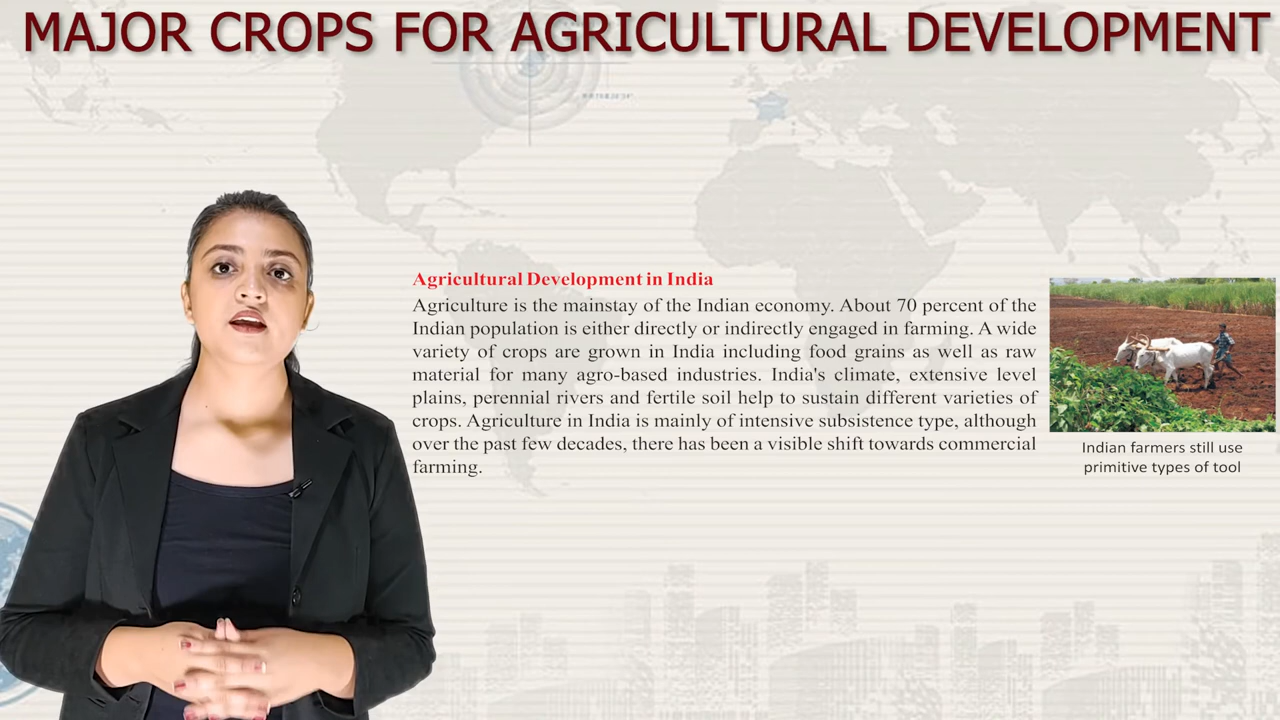 MAJOR CROPS FOR AGRICULTURAL DEVELOPMENT
Agricultural Development in India
Agriculture is the mainstay of the Indian economy. About 70 percent of the
Indian population is either directly or indirectly engaged in farming. A wide
variety of crops are grown in India including food grains as well as raw
material for many agro-based industries. India's climate, extensive level
plains, perennial rivers and fertile soil help to sustain different varieties of
crops. Agriculture in India is mainly of intensive subsistence type, although
over the past few decades, there has been a visible shift towards commercial
farming.
Indian farmers still use
primitive types of tool